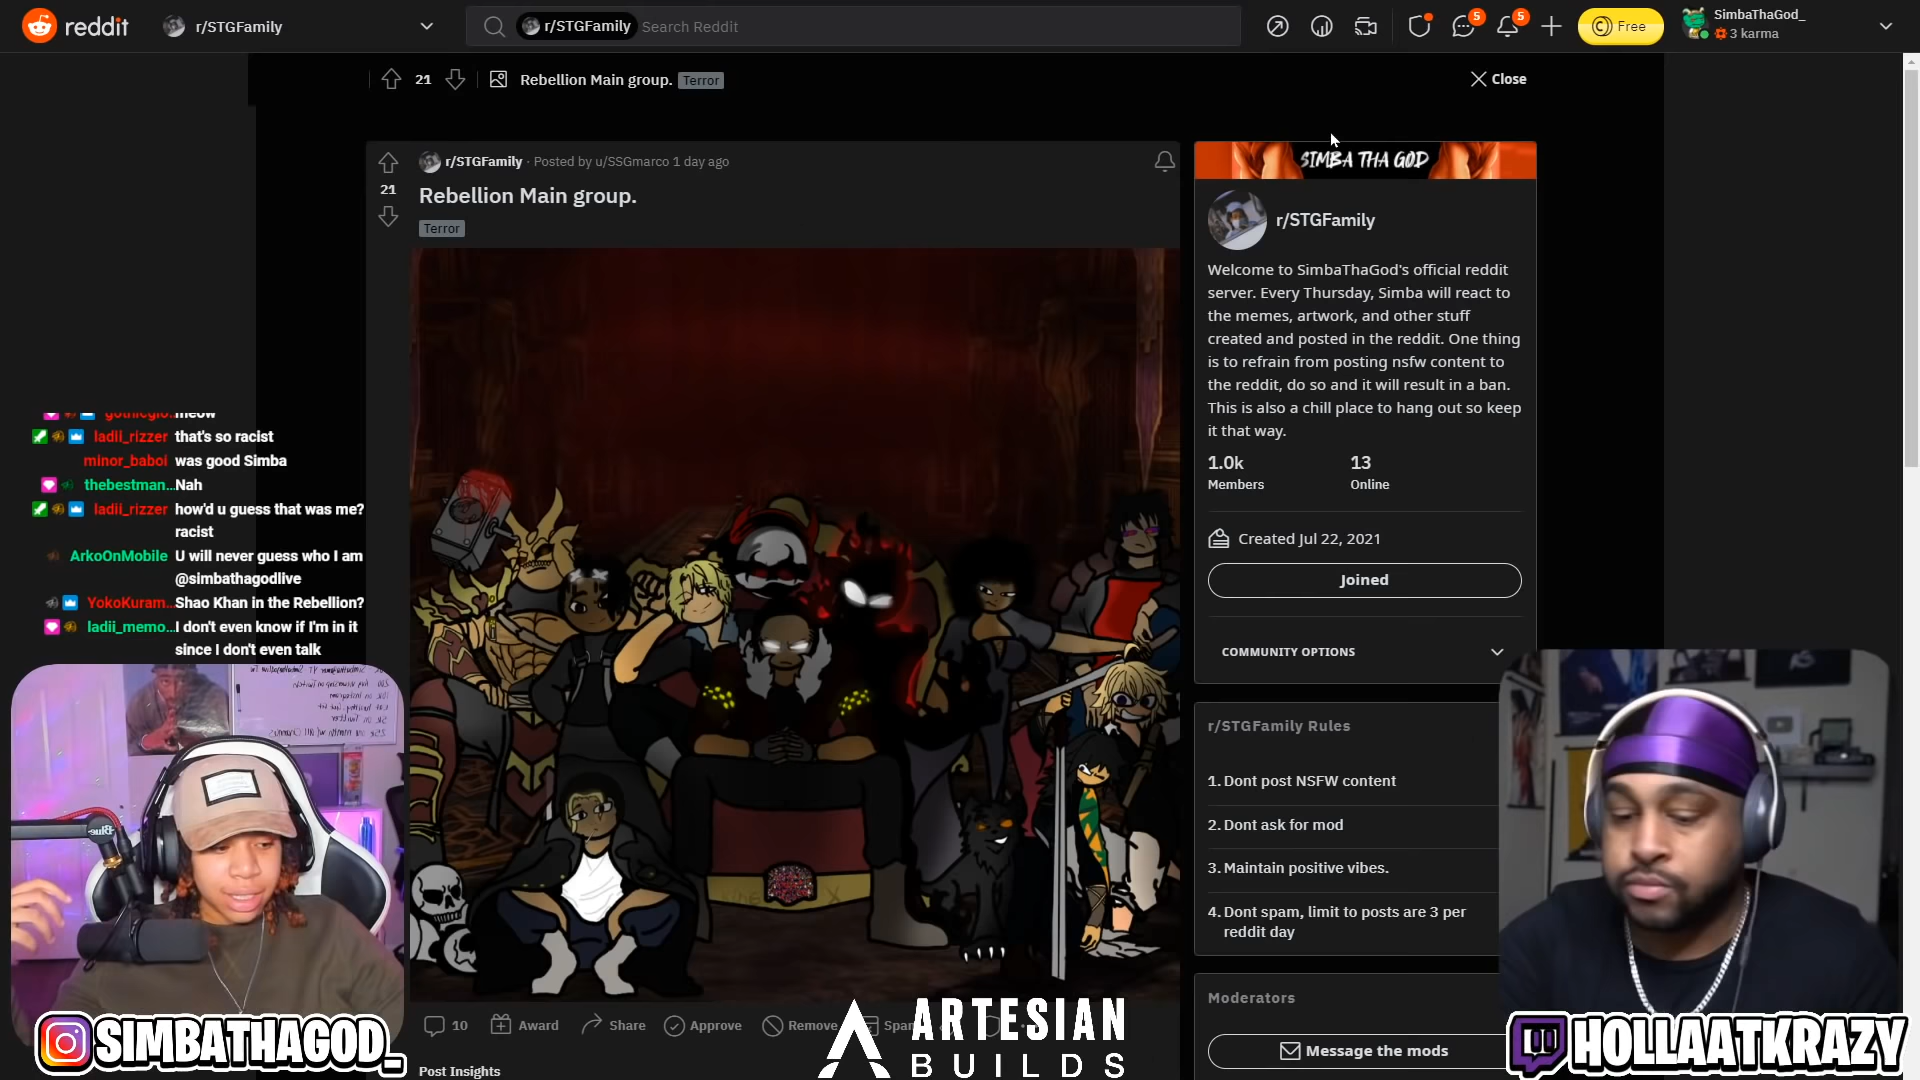 reddit
r/STGFamily
r/STGFamily Search Reddit
5
5
Free
SimbaThaGod_
3 karma
21
Rebellion Main group. Terror
Close
r/STGFamily · Posted by u/SSGmarco 1 day ago
21
Rebellion Main group.
Terror
SIMBA THA GOD
r/STGFamily
Welcome to SimbaThaGod's official reddit
server. Every Thursday, Simba will react to
the memes, artwork, and other stuff
created and posted in the reddit. One thing
is to refrain from posting nsfw content to
the reddit, do so and it will result in a ban.
This is also a chill place to hang out so keep
it that way.
1.0k
Members
13
Online
Created Jul 22, 2021
Joined
COMMUNITY OPTIONS
r/STGFamily Rules
1. Dont post NSFW content
2. Dont ask for mod
3. Maintain positive vibes.
4. Dont spam, limit to posts are 3 per
reddit day
Moderators
Message the mods
meow
ladii_rizzer that's so racist
minor_baboi was good Simba
thebestman... Nah
ladii_rizzer how'd u guess that was me?
racist
ArkoOnMobile U will never guess who I am
@simbathagodlive
YokoKuram... Shao Khan in the Rebellion?
ladii_memo... I don't even know if I'm in it
since I don't even talk
10
Award
Share
Approve
Remove
Spam
Post Insights
SIMBATHAGOD_
ARTESIAN
BUILDS
HOLLAATKRAZY